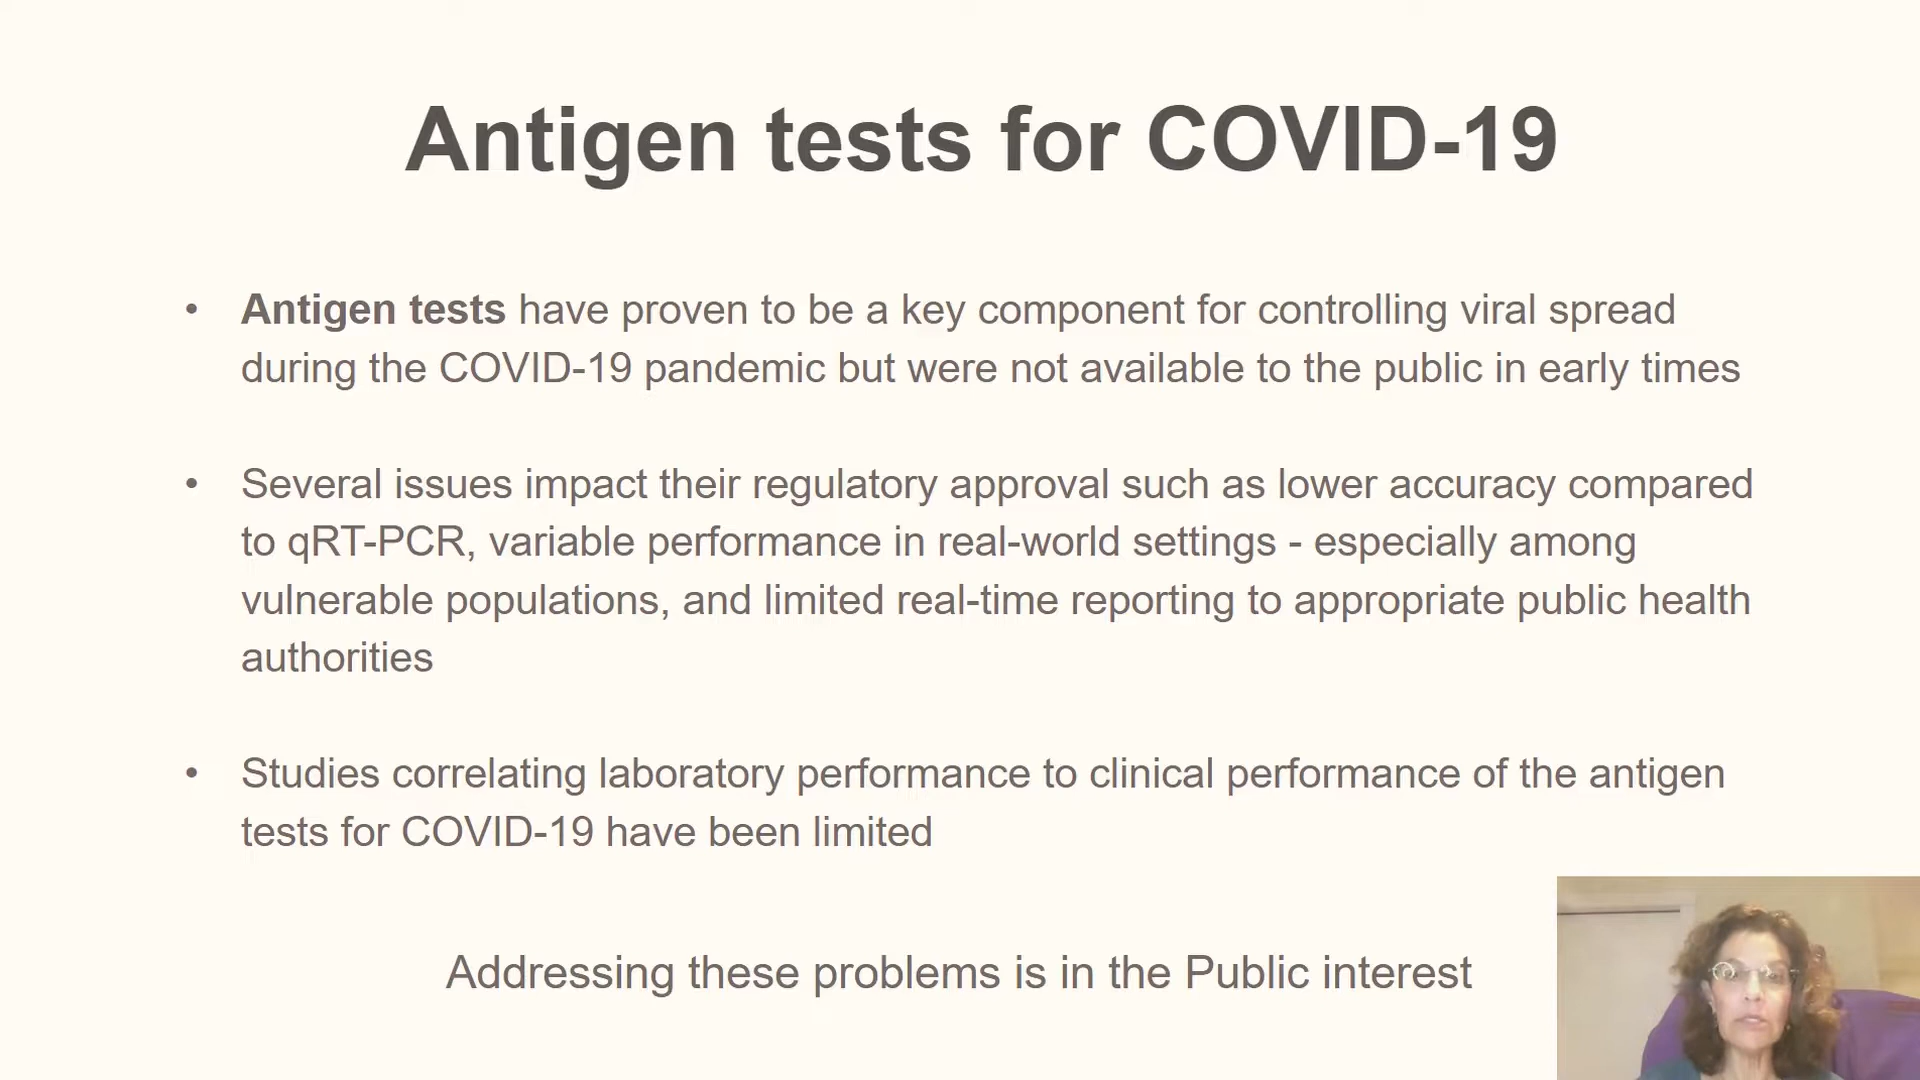 Antigen tests for COVID-19
• Antigen tests have proven to be a key component for controlling viral spread
during the COVID-19 pandemic but were not available to the public in early times
• Several issues impact their regulatory approval such as lower accuracy compared
to qRT-PCR, variable performance in real-world settings - especially among
vulnerable populations, and limited real-time reporting to appropriate public health
authorities
• Studies correlating laboratory performance to clinical performance of the antigen
tests for COVID-19 have been limited
Addressing these problems is in the Public interest